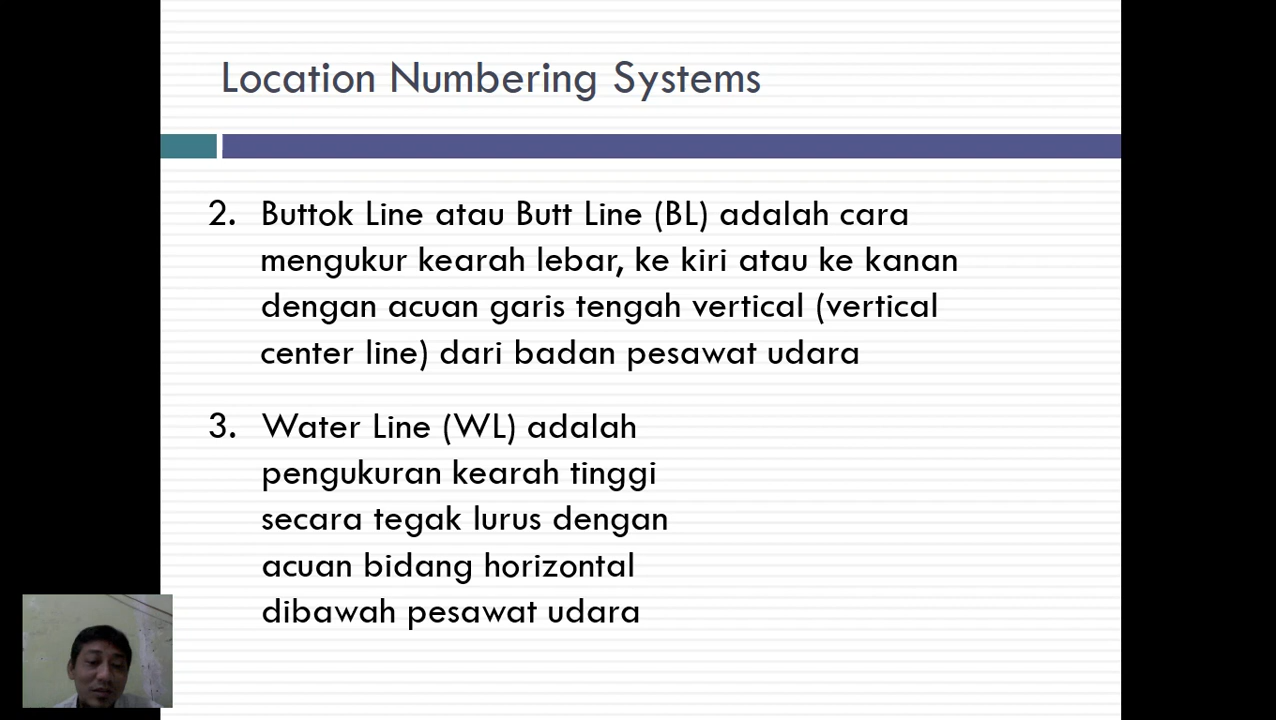 Location Numbering Systems
2. Buttok Line atau Butt Line (BL) adalah cara
mengukur kearah lebar, ke kiri atau ke kanan
dengan acuan garis tengah vertical (vertical
center line) dari badan pesawat udara
3. Water Line (WL) adalah
pengukuran kearah tinggi
secara tegak lurus dengan
acuan bidang horizontal
dibawah pesawat udara